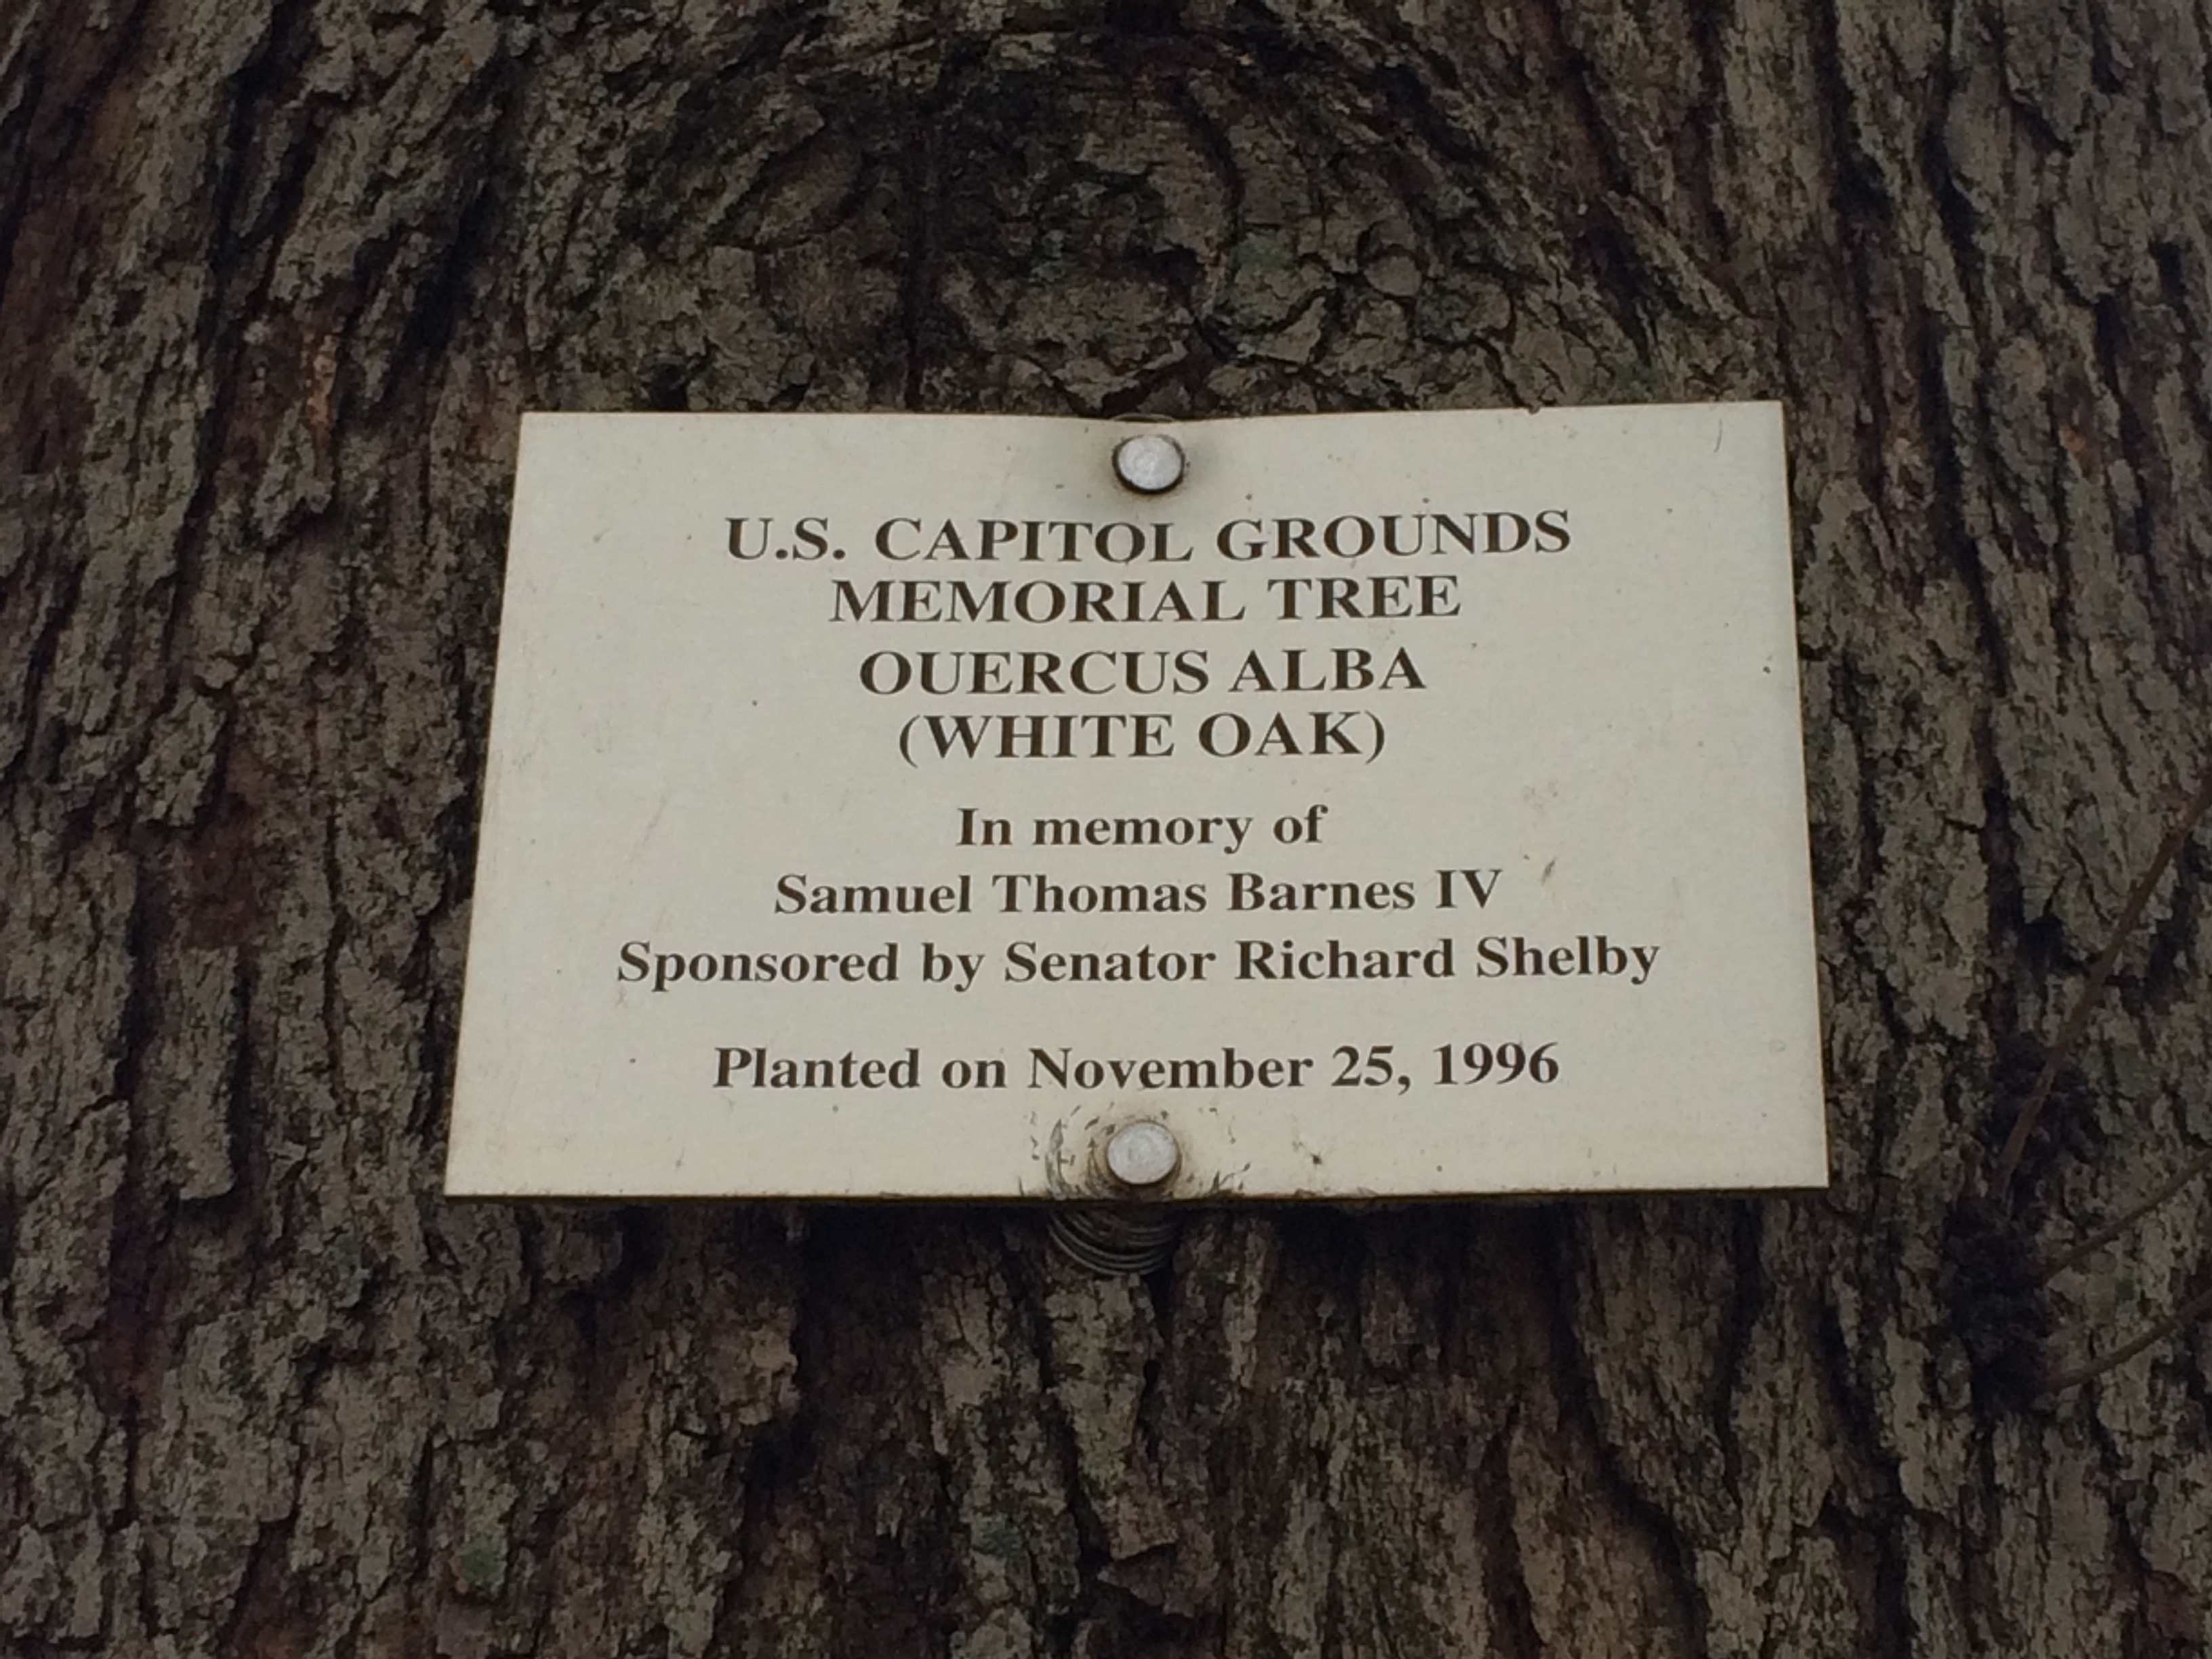 U.S. CAPITOL GROUNDS
MEMORIAL TREE
OUERCUS ALBA
(WHITE OAK)
In memory of
Samuel Thomas Barnes IV
Sponsored by Senator Richard Shelby
Planted on November 25, 1996